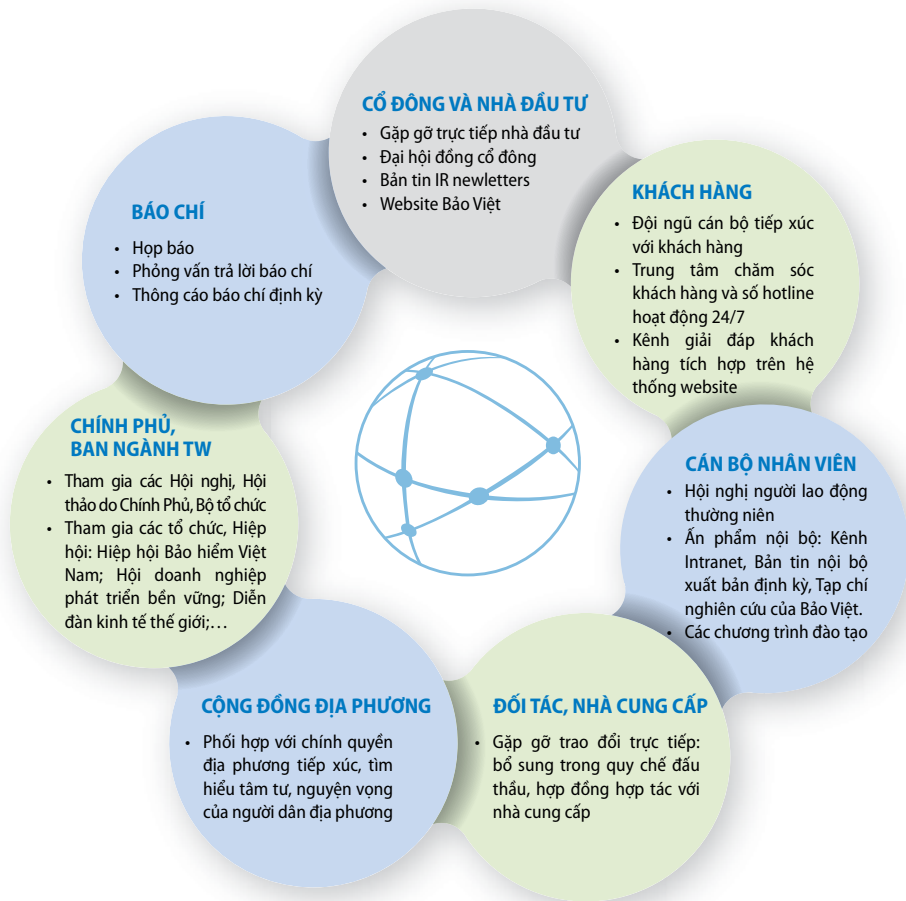 CỔ ĐÔNG VÀ NHÀ ĐẦU TƯ
• Gặp gỡ trực tiếp nhà đầu tư
• Đại hội đồng cổ đông
• Bản tin IR newletters
• Website Bảo Việt
KHÁCH HÀNG
• Đội ngũ cán bộ tiếp xúc
với khách hàng
• Trung tâm chăm sóc
khách hàng và số hotline
hoạt động 24/7
• Kênh giải đáp khách
hàng tích hợp trên hệ
thống website
CÁN BỘ NHÂN VIÊN
• Hội nghị người lao động
thường niên
• Ấn phẩm nội bộ: Kênh
Intranet, Bản tin nội bộ
xuất bản định kỳ, Tạp chí
nghiên cứu của Bảo Việt.
• Các chương trình đào tạo
ĐỐI TÁC, NHÀ CUNG CẤP
• Gặp gỡ trao đổi trực tiếp:
bổ sung trong quy chế đấu
thầu, hợp đồng hợp tác với
nhà cung cấp
CỘNG ĐỒNG ĐỊA PHƯƠNG
• Phối hợp với chính quyền
địa phương tiếp xúc, tìm
hiểu tâm tư, nguyện vọng
của người dân địa phương
CHÍNH PHỦ,
BAN NGÀNH TW
• Tham gia các Hội nghị, Hội
thảo do Chính Phủ, Bộ tổ chức
• Tham gia các tổ chức, Hiệp
hội: Hiệp hội Bảo hiểm Việt
Nam; Hội doanh nghiệp
phát triển bền vững; Diễn
đàn kinh tế thế giới;…
BÁO CHÍ
• Họp báo
• Phỏng vấn trả lời báo chí
• Thông cáo báo chí định kỳ